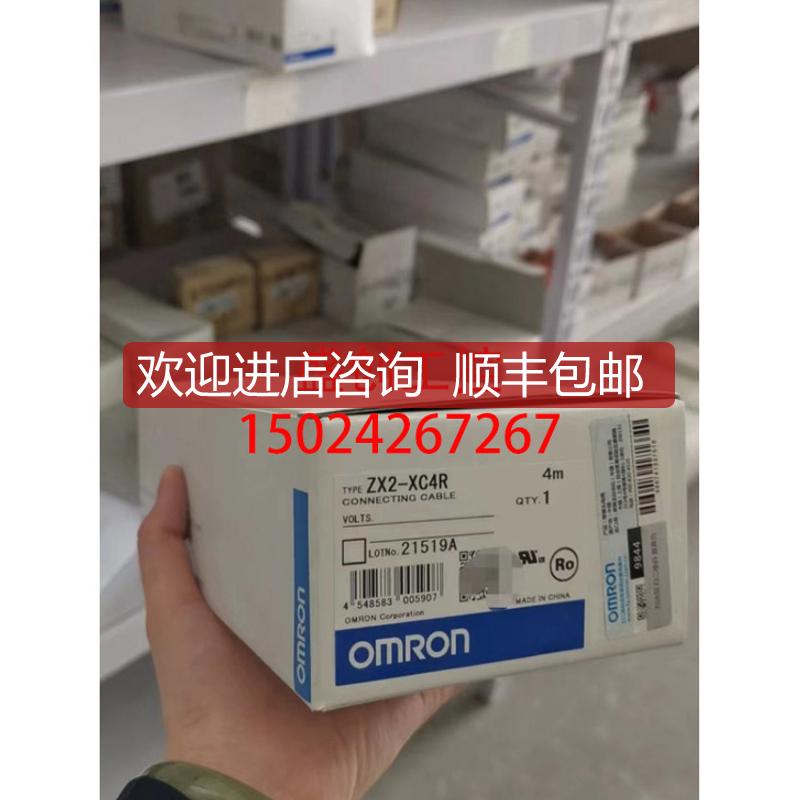 OMRON
欢迎进店咨询 顺丰包邮
15024267267
TYPE ZX2-XC4R 4m
CONNECTING CABLE QTY. 1
VOLTS.
LOTNo. 21519A
4 548583 005907
OMRON Corporation
Ro
MADE IN CHINA
OMRON
OMRON
9844